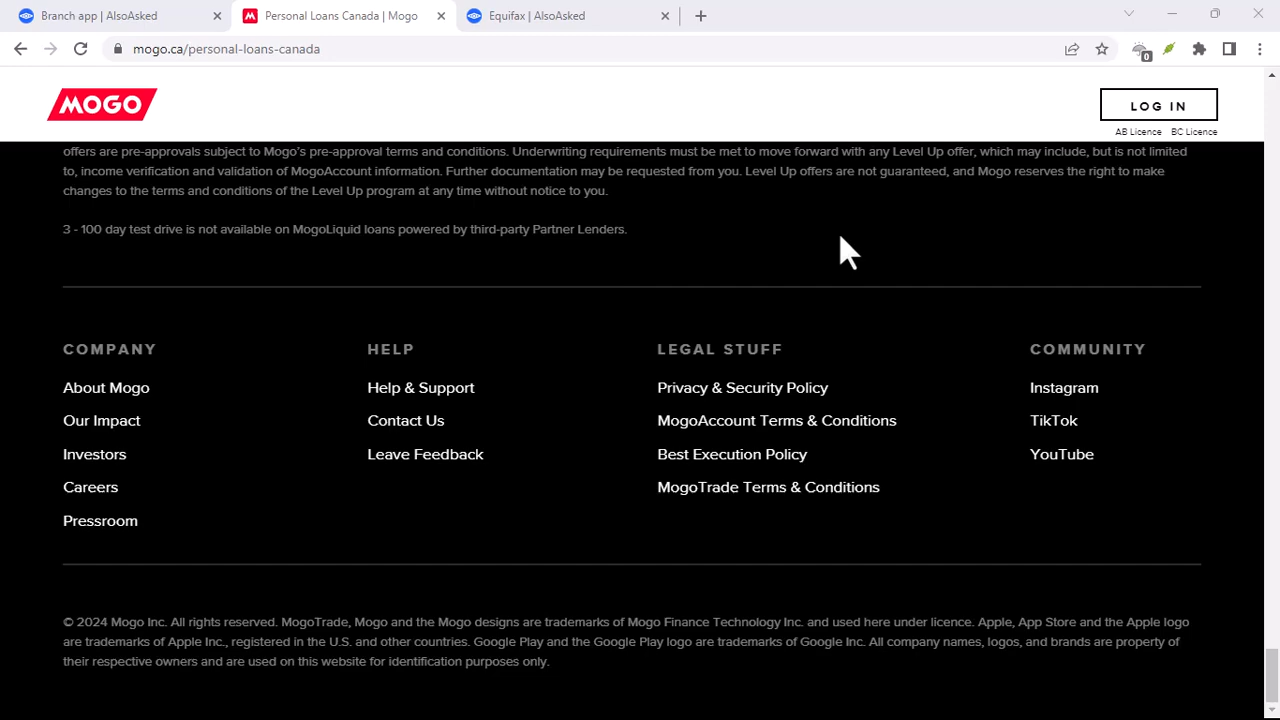 Branch app | AlsoAsked
Personal Loans Canada | Mogo
Equifax | AlsoAsked
mogo.ca/personal-loans-canada
0
MOGO
LOG IN
AB Licence BC Licence
offers are pre-approvals subject to Mogo's pre-approval terms and conditions. Underwriting requirements must be met to move forward with any Level Up offer, which may include, but is not limited
to, income verification and validation of MogoAccount information. Further documentation may be requested from you. Level Up offers are not guaranteed, and Mogo reserves the right to make
changes to the terms and conditions of the Level Up program at any time without notice to you.
3 - 100 day test drive is not available on MogoLiquid loans powered by third-party Partner Lenders.
COMPANY
About Mogo
Our Impact
Investors
Careers
Pressroom
HELP
Help & Support
Contact Us
Leave Feedback
LEGAL STUFF
Privacy & Security Policy
MogoAccount Terms & Conditions
Best Execution Policy
MogoTrade Terms & Conditions
COMMUNITY
Instagram
TikTok
YouTube
© 2024 Mogo Inc. All rights reserved. MogoTrade, Mogo and the Mogo designs are trademarks of Mogo Finance Technology Inc. and used here under licence. Apple, App Store and the Apple logo
are trademarks of Apple Inc., registered in the U.S. and other countries. Google Play and the Google Play logo are trademarks of Google Inc. All company names, logos, and brands are property of
their respective owners and are used on this website for identification purposes only.